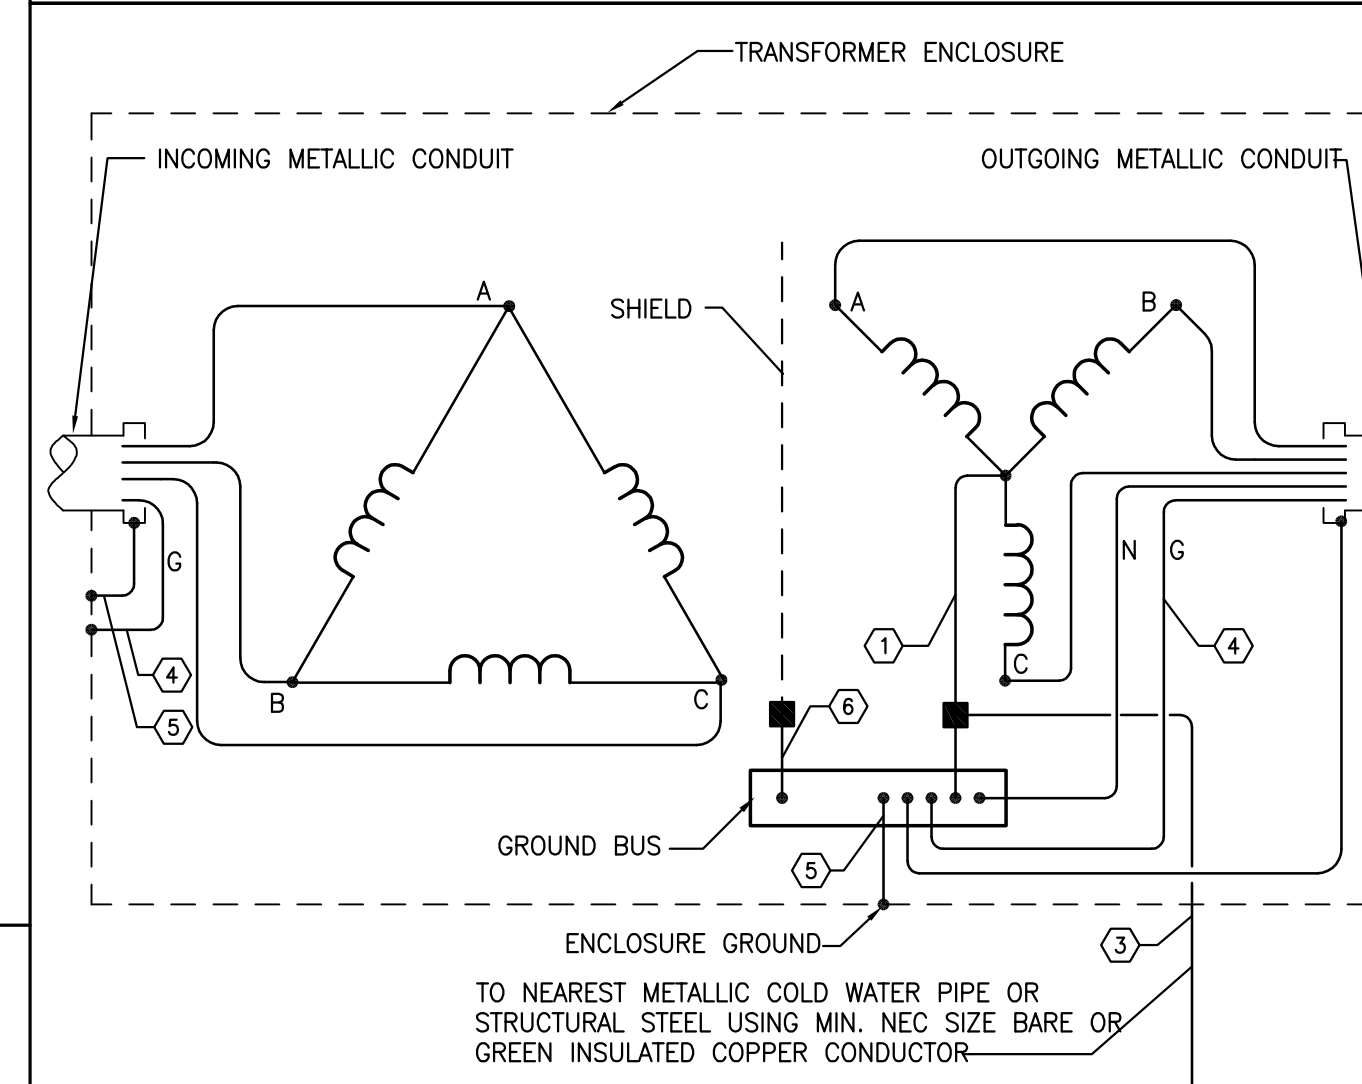 TRANSFORMER ENCLOSURE
INCOMING METALLIC CONDUIT
OUTGOING METALLIC CONDUIT
A
SHIELD
A
B
G
N
G
1
4
C
4
B
C
6
5
GROUND BUS
5
ENCLOSURE GROUND
3
TO NEAREST METALLIC COLD WATER PIPE OR
STRUCTURAL STEEL USING MIN. NEC SIZE BARE OR
GREEN INSULATED COPPER CONDUCTOR